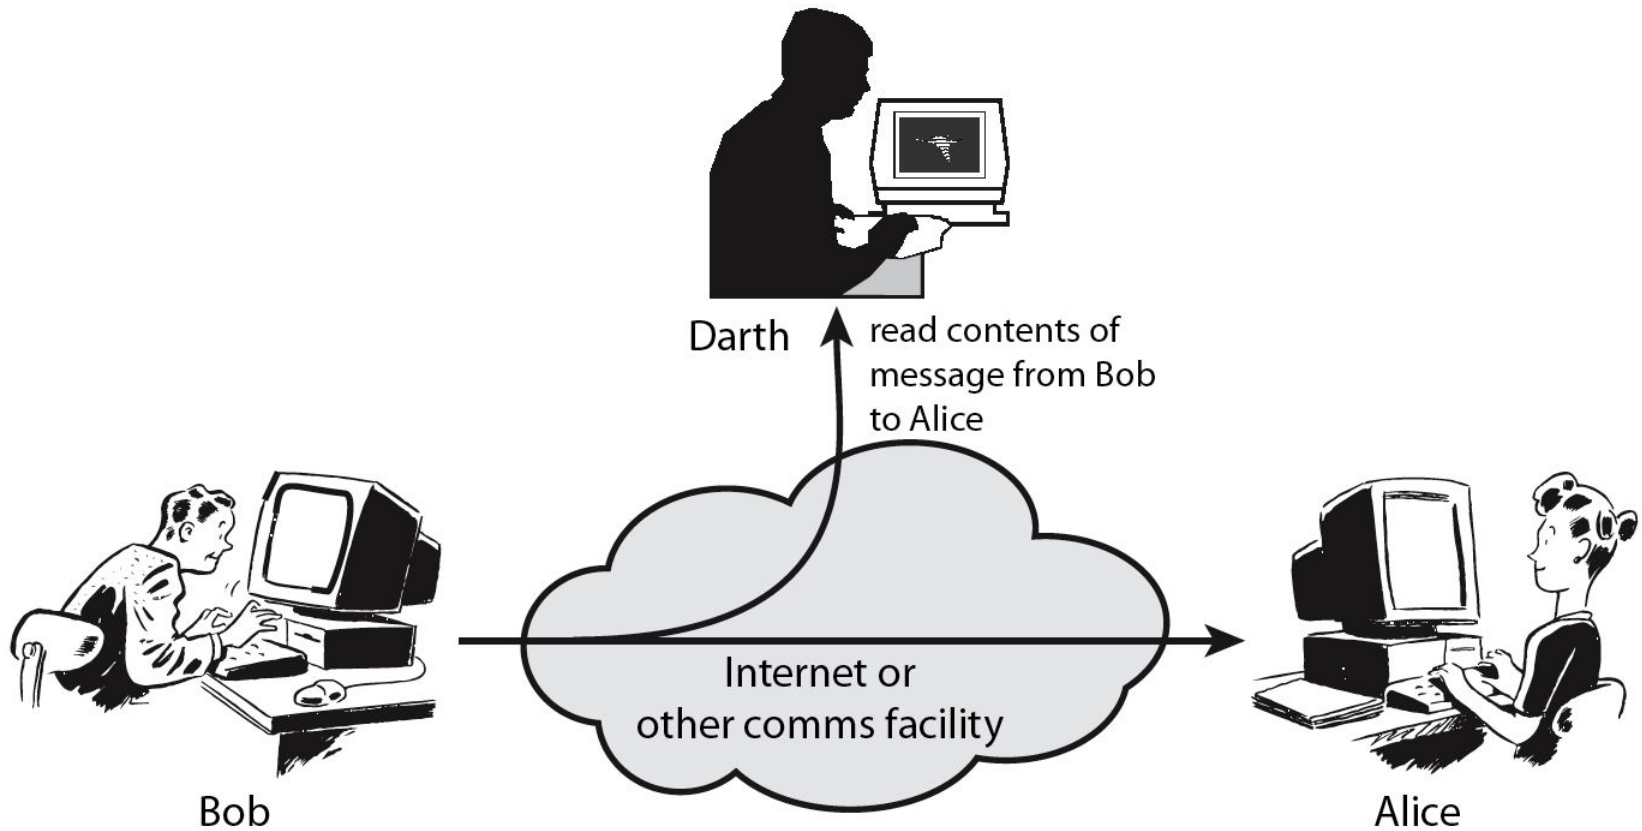 Darth
read contents of
message from Bob
to Alice
Internet or
other comms facility
Bob
Alice